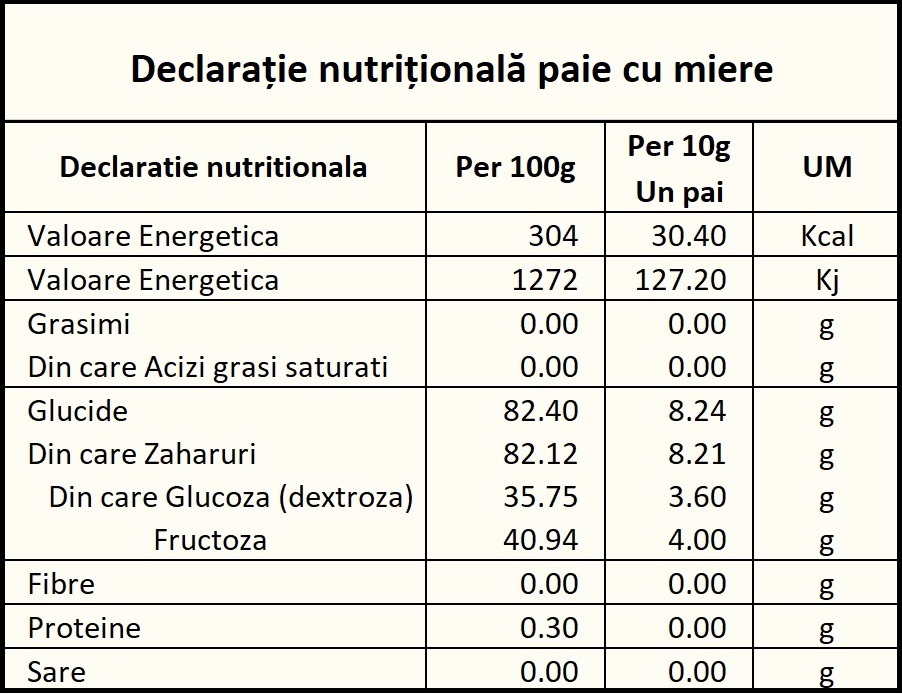 Declarație nutrițională paie cu miere
Declaratie nutritionala Per 100g Per 10g Un pai UM
Valoare Energetica 304 30.40 Kcal
Valoare Energetica 1272 127.20 Kj
Grasimi 0.00 0.00 g
Din care Acizi grasi saturati 0.00 0.00 g
Glucide 82.40 8.24 g
Din care Zaharuri 82.12 8.21 g
Din care Glucoza (dextroza) 35.75 3.60 g
Fructoza 40.94 4.00 g
Fibre 0.00 0.00 g
Proteine 0.30 0.00 g
Sare 0.00 0.00 g